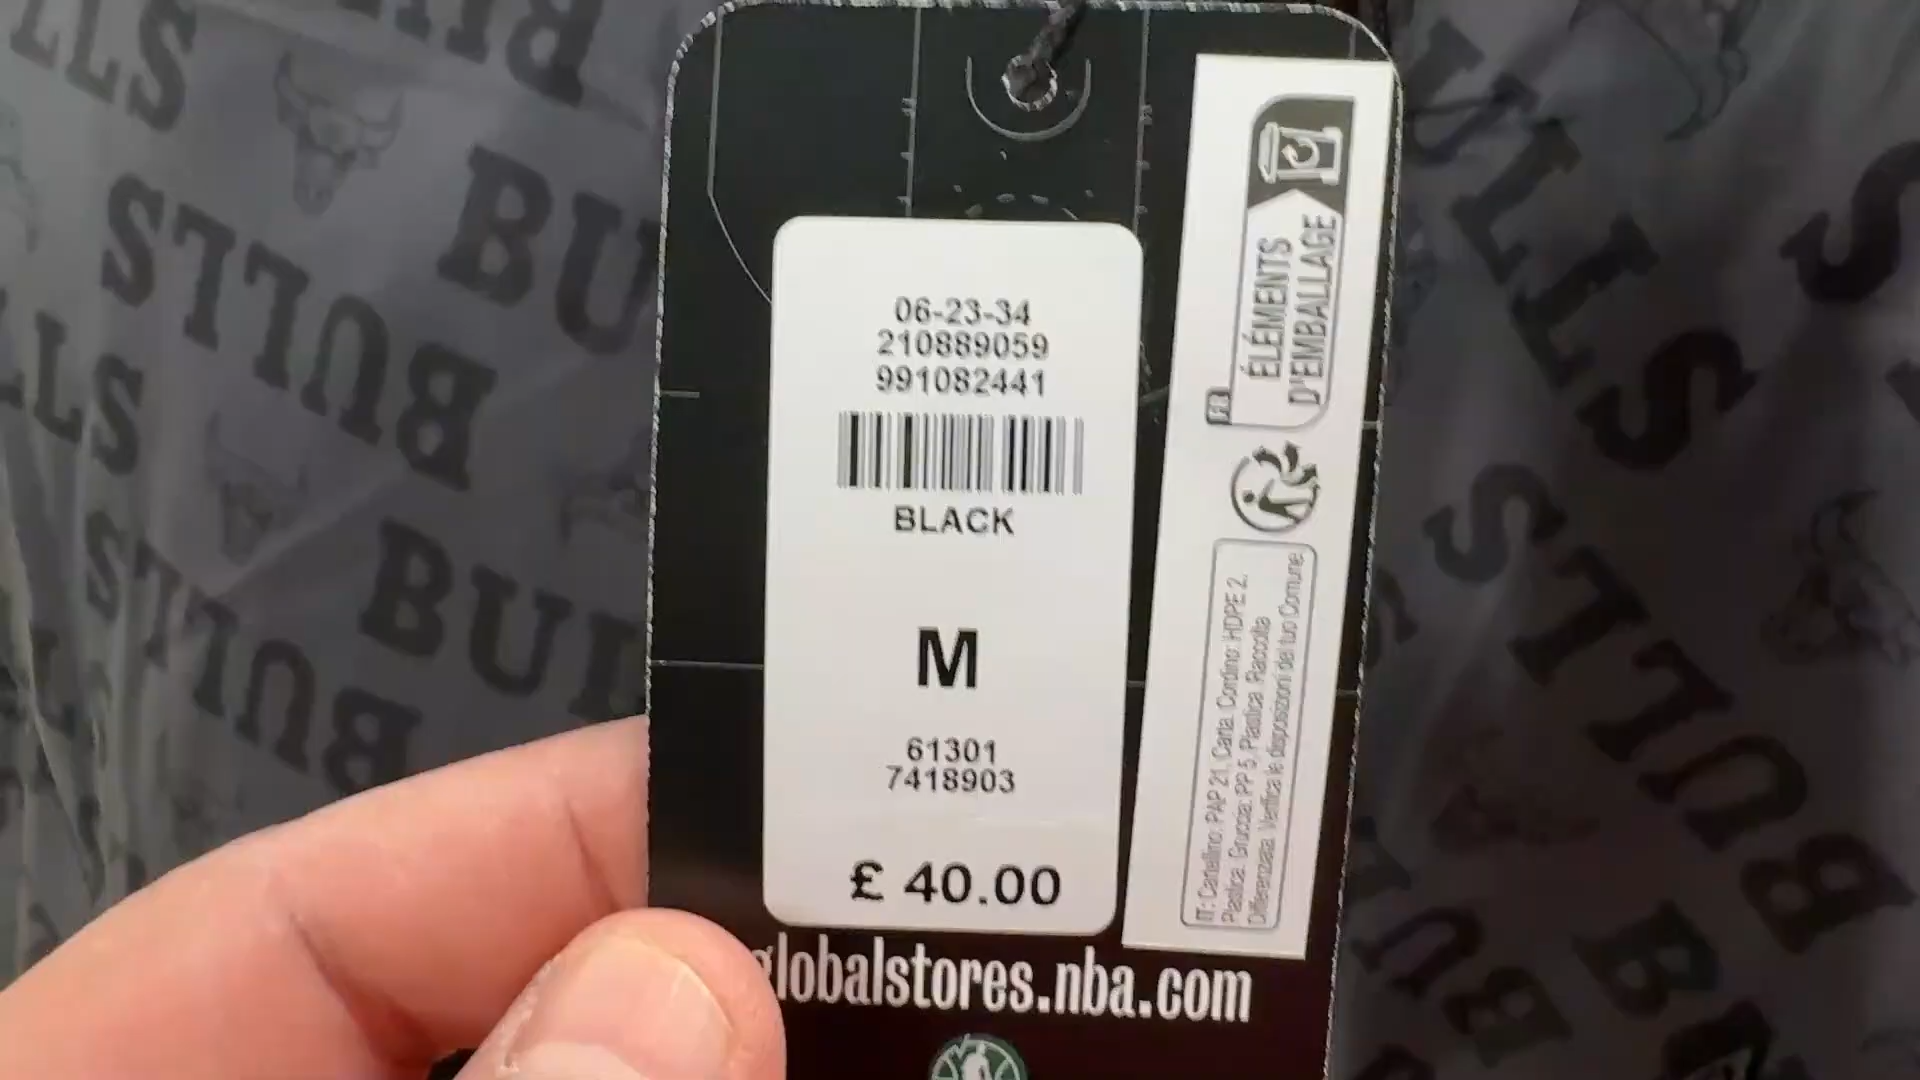 06-23-34
210889059
991082441
BLACK
M
61301
7418903
£ 40.00
globalstores.nba.com
FR
ÉLÉMENTS
D'EMBALLAGE
IT: Cartellino: PAP 21, Carta. Cordino: HDPE 2.
Plastica. Gruccia: PP 5. Plastica. Raccolta
Differenziata. Verifica le disposizioni del tuo Comune
BULLS
BULLS
BULLS
BULLS
BULLS
BULLS